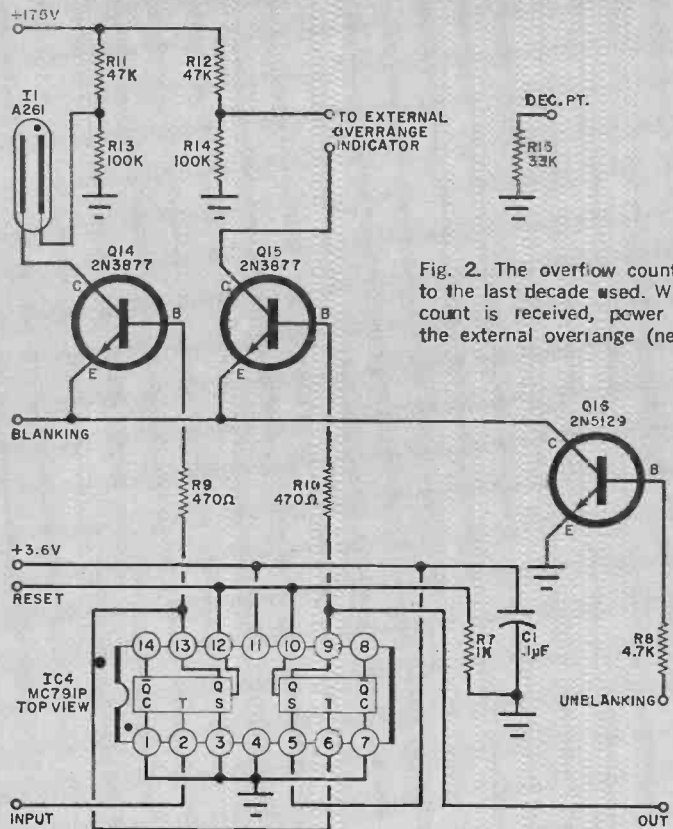 +175V
R11
47K
R12
47K
I1
A261
R13
100K
R14
100K
TO EXTERNAL
OVERRANGE
INDICATOR
DEC. PT.
R15
33K
Q14
2N3877
Q15
2N3877
C
B
E
C
B
E
Fig. 2. The overflow count
to the last decade used. W
count is received, power
the external overrange (ne
BLANKING
Q16
2N5129
C
B
E
R9
470Ω
R10
470Ω
+3.6V
RESET
R7
1K
C1
.1µF
R8
4.7K
UNBLANKING
IC4
MC791P
TOP VIEW
14 13 12 11 10 9 8
Q̅ Q Q Q̅
C T S S T C
1 2 3 4 5 6 7
INPUT
OUT